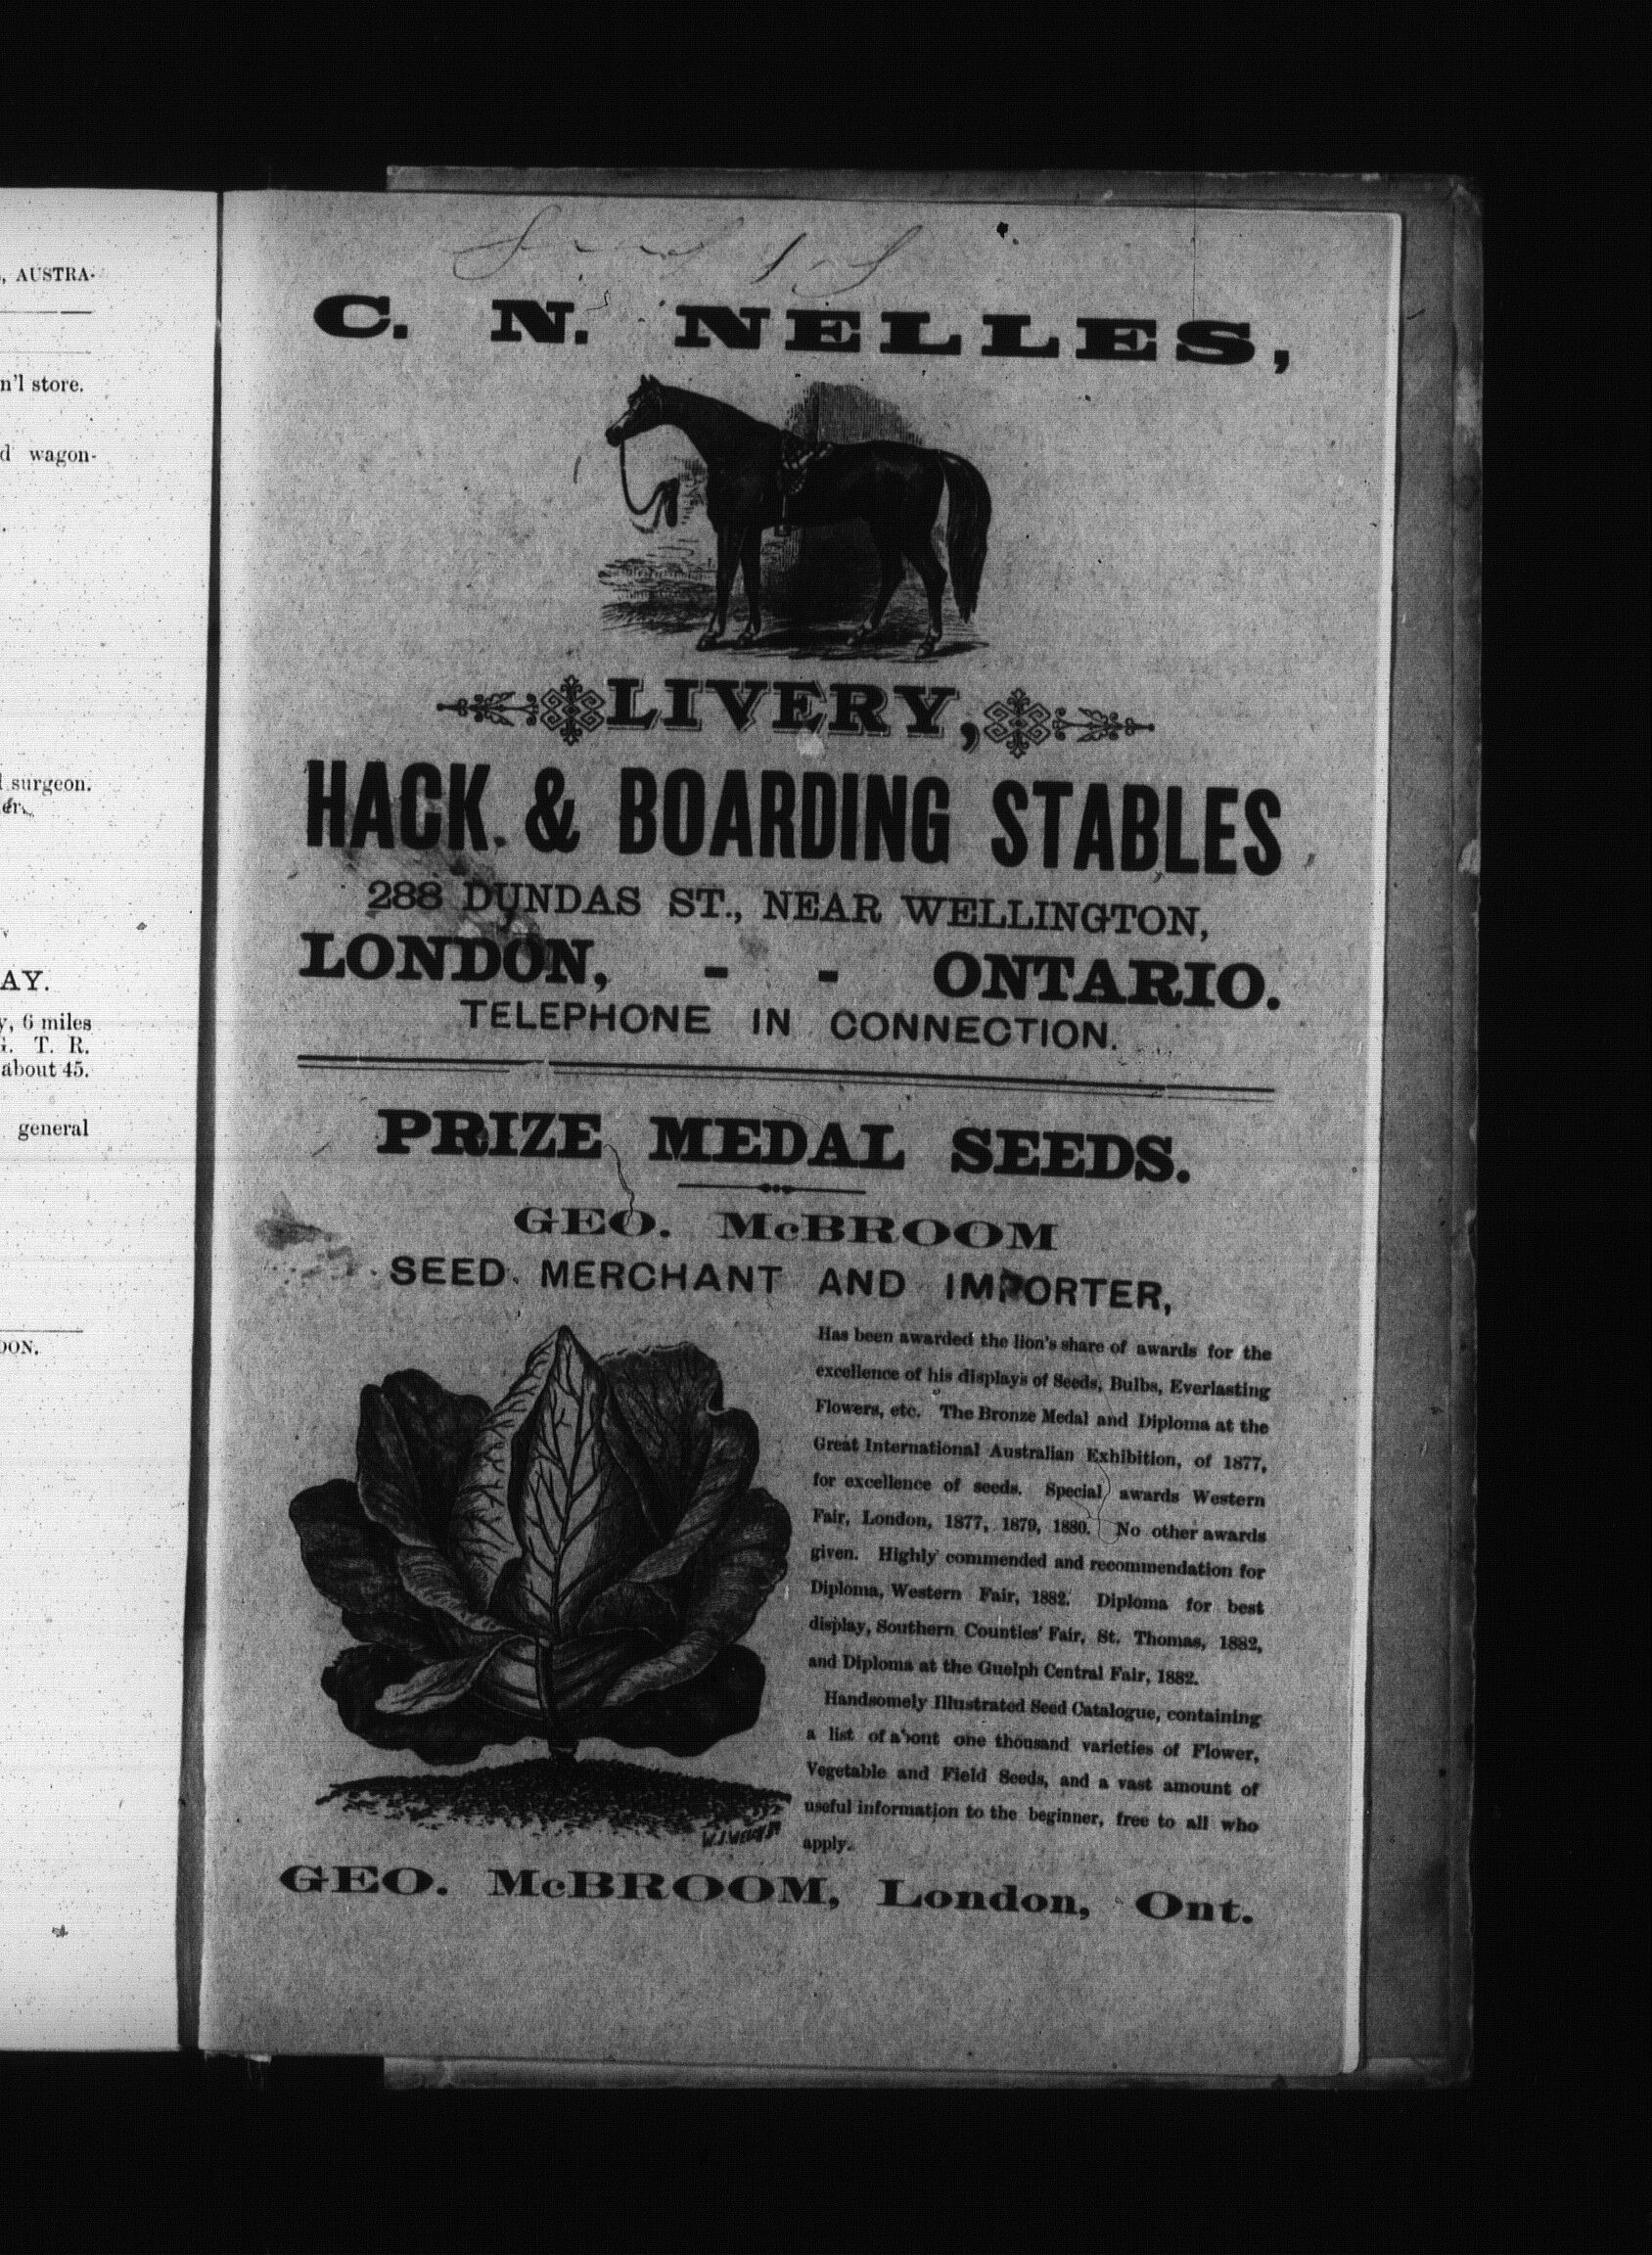 , AUSTRA-
n'l store.
d wagon-
surgeon.
AY.
y, 6 miles
G. T. R.
about 45.
general
DON.
C. N. NELLES,
LIVERY,
HACK & BOARDING STABLES
288 DUNDAS ST., NEAR WELLINGTON,
LONDON, - - ONTARIO.
TELEPHONE IN CONNECTION.
PRIZE MEDAL SEEDS.
GEO. McBROOM
SEED MERCHANT AND IMPORTER,
Has been awarded the lion's share of awards for the
excellence of his displays of Seeds, Bulbs, Everlasting
Flowers, etc. The Bronze Medal and Diploma at the
Great International Australian Exhibition, of 1877,
for excellence of seeds. Special awards Western
Fair, London, 1877, 1879, 1880. No other awards
given. Highly commended and recommendation for
Diploma, Western Fair, 1882. Diploma for best
display, Southern Counties' Fair, St. Thomas, 1882,
and Diploma at the Guelph Central Fair, 1882.
Handsomely Illustrated Seed Catalogue, containing
a list of about one thousand varieties of Flower,
Vegetable and Field Seeds, and a vast amount of
useful information to the beginner, free to all who
apply.
GEO. McBROOM, London, Ont.